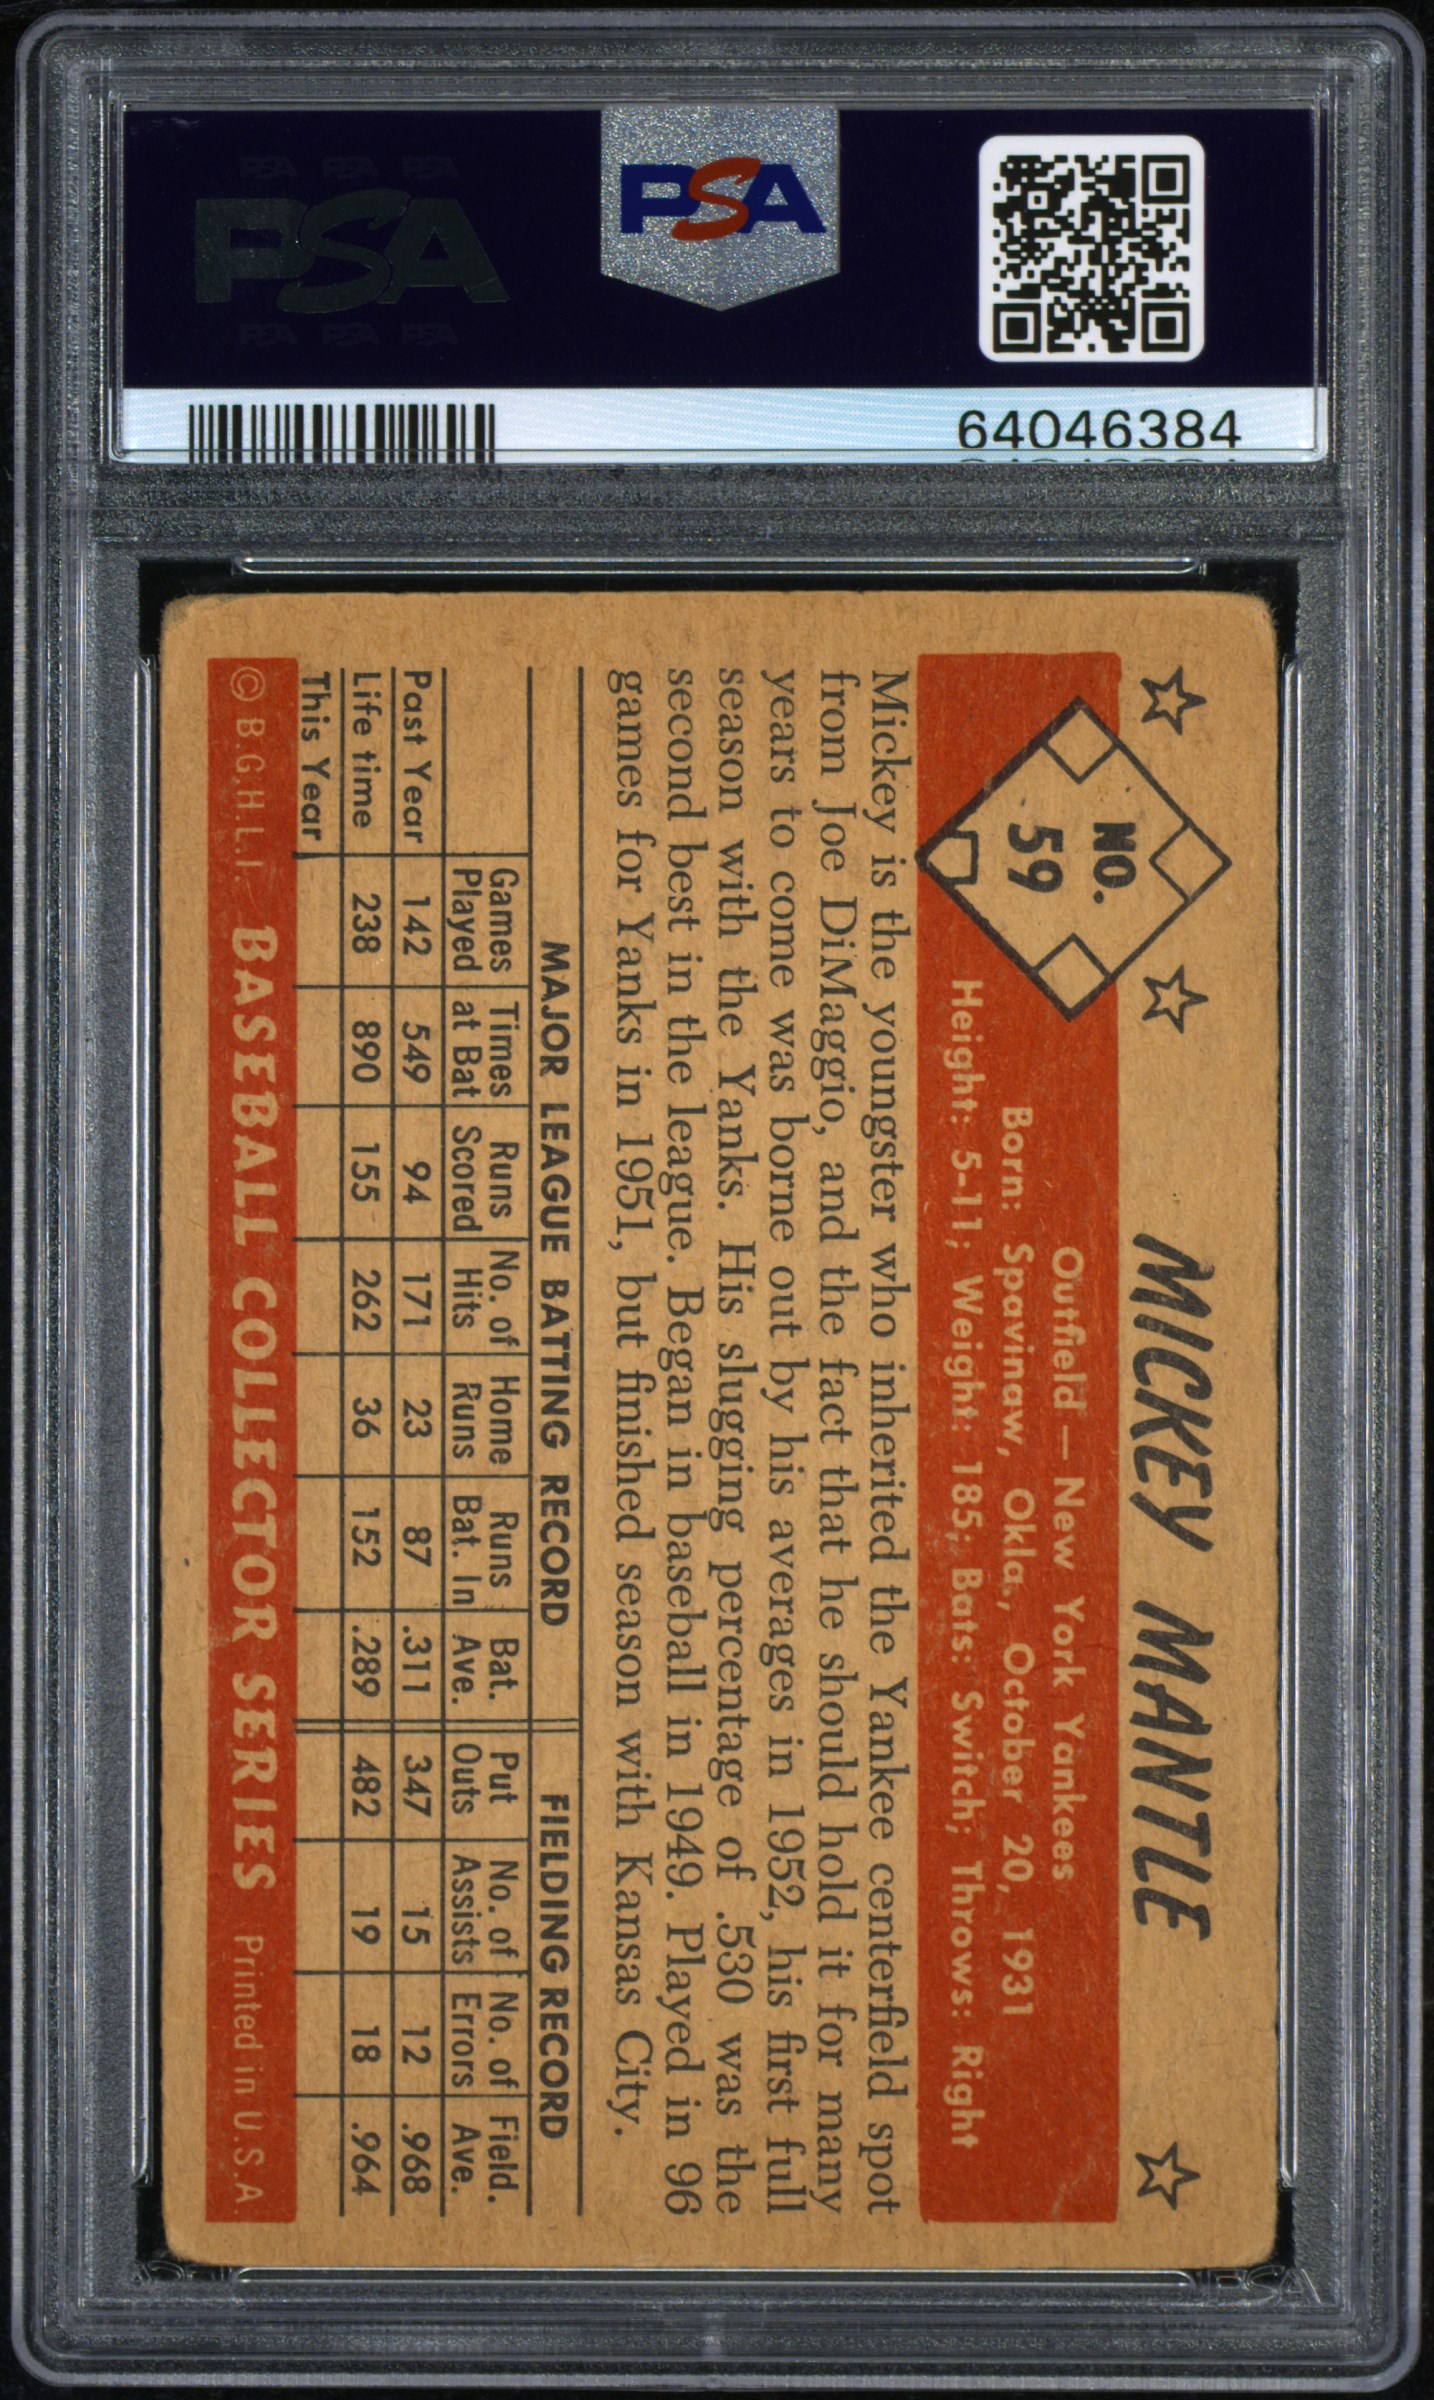 PSA PSA PSA
PSA
PSA PSA PSA
PSA
64046384
NO.
59
MICKEY MANTLE
Outfield — New York Yankees
Born: Spavinaw, Okla., October 20, 1931
Height: 5-11; Weight: 185; Bats: Switch; Throws: Right
Mickey is the youngster who inherited the Yankee centerfield spot
from Joe DiMaggio, and the fact that he should hold it for many
years to come was borne out by his averages in 1952, his first full
season with the Yanks. His slugging percentage of .530 was the
second best in the league. Began in baseball in 1949. Played in 96
games for Yanks in 1951, but finished season with Kansas City.
MAJOR LEAGUE BATTING RECORD FIELDING RECORD
Games Times Runs No. of Home Runs Bat. Put No. of No. of Field.
Played at Bat Scored Hits Runs Bat. In Ave. Outs Assists Errors Ave.
Past Year 142 549 94 171 23 87 .311 347 15 12 .968
Life time 238 890 155 262 36 152 .289 482 19 18 .964
This Year
© B.G.H.L.I. BASEBALL COLLECTOR SERIES Printed in U.S.A.
PSA